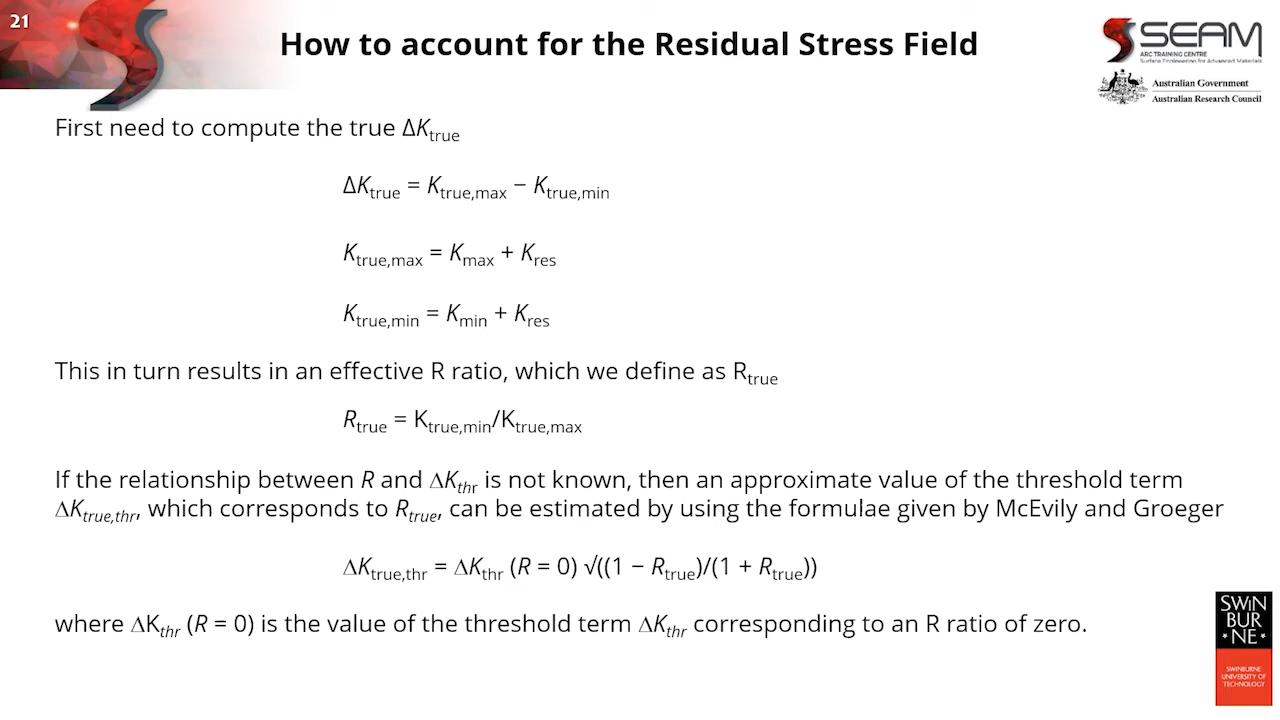 21
How to account for the Residual Stress Field
SEAM
ARC TRAINING CENTRE
Surface Engineering for Advanced Materials
Australian Government
Australian Research Council
First need to compute the true ΔKtrue
ΔKtrue = Ktrue,max − Ktrue,min
Ktrue,max = Kmax + Kres
Ktrue,min = Kmin + Kres
This in turn results in an effective R ratio, which we define as Rtrue
Rtrue = Ktrue,min/Ktrue,max
If the relationship between R and ΔKthr is not known, then an approximate value of the threshold term
ΔKtrue,thr, which corresponds to Rtrue, can be estimated by using the formulae given by McEvily and Groeger
ΔKtrue,thr = ΔKthr (R = 0) √((1 − Rtrue)/(1 + Rtrue))
where ΔKthr (R = 0) is the value of the threshold term ΔKthr corresponding to an R ratio of zero.
SWIN
BUR
* NE *
SWINBURNE
UNIVERSITY OF
TECHNOLOGY